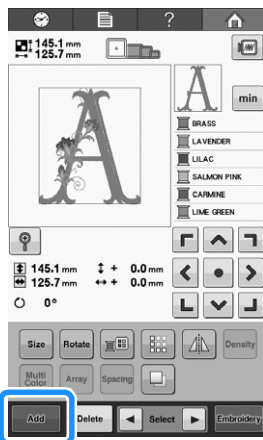 ?
145.1 mm
125.7 mm
A
A
min
BRASS
LAVENDER
LILAC
SALMON PINK
CARMINE
LIME GREEN
145.1 mm + 0.0 mm
125.7 mm + 0.0 mm
0°
Size Rotate Density
Multi Color Array Spacing
Add Delete Select Embroidery